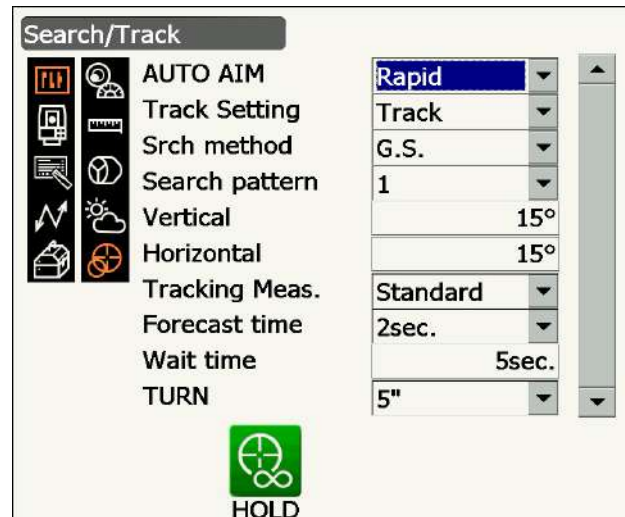 Search/Track
AUTO AIM Rapid
Track Setting Track
Srch method G.S.
Search pattern 1
Vertical 15°
Horizontal 15°
Tracking Meas. Standard
Forecast time 2sec.
Wait time 5sec.
TURN 5"
HOLD